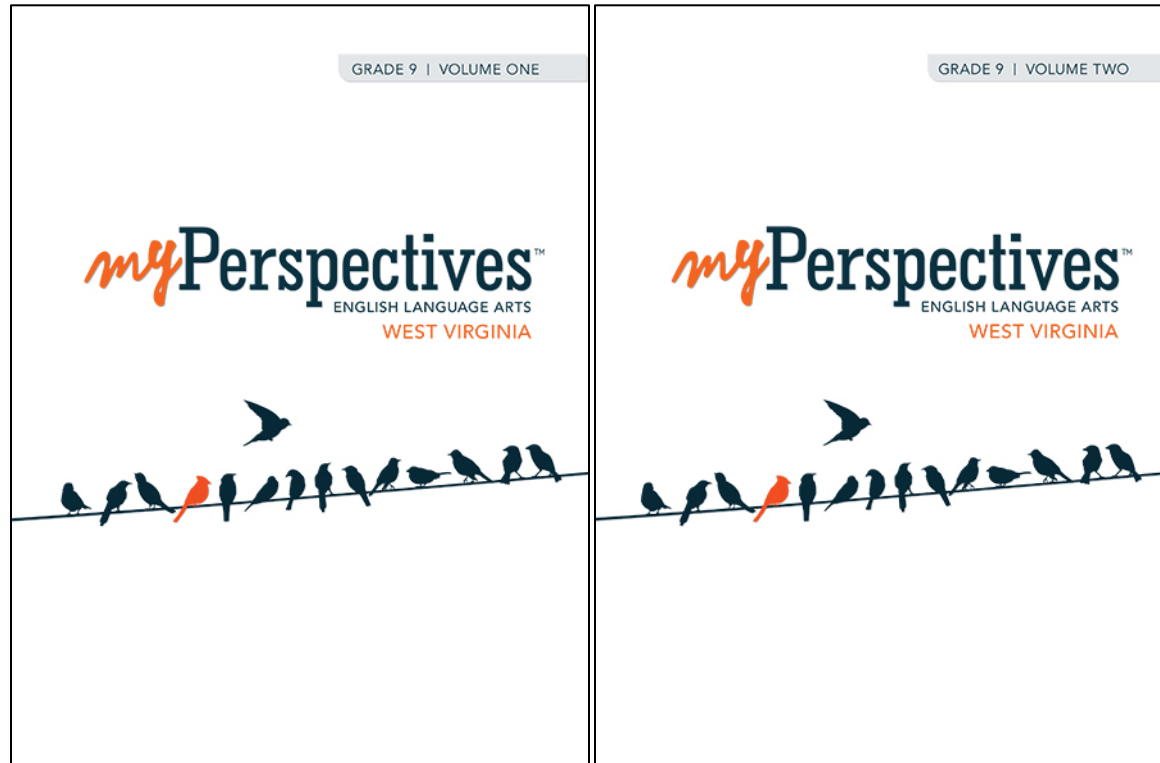 GRADE 9 | VOLUME ONE
myPerspectives™
ENGLISH LANGUAGE ARTS
WEST VIRGINIA
GRADE 9 | VOLUME TWO
myPerspectives™
ENGLISH LANGUAGE ARTS
WEST VIRGINIA